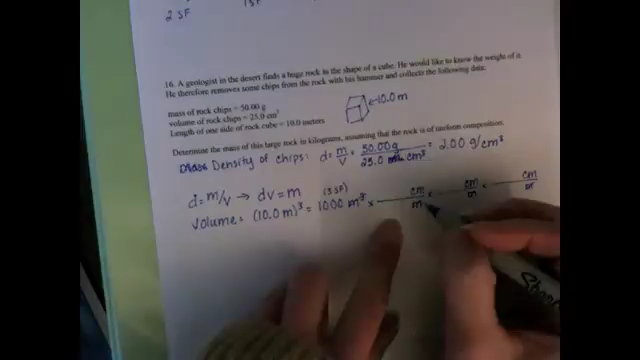 2 SF
16. A geologist in the desert finds a huge rock in the shape of a cube. He would like to know the weight of it.
He therefore removes some chips from the rock with his hammer and collects the following data:
mass of rock chips = 50.00 g
volume of rock chips = 25.0 cm³
Length of one side of rock cube = 10.0 meters
←10.0 m
Determine the mass of this large rock in kilograms, assuming that the rock is of uniform composition.
Density of chips: d = m/v = 50.00g / 25.0 cm³ = 2.00 g/cm³
d = m/v → dv = m (3 SF)
Volume = (10.0 m)³ = 1000 m³ × cm/m × cm/m × cm/m
Sharpie